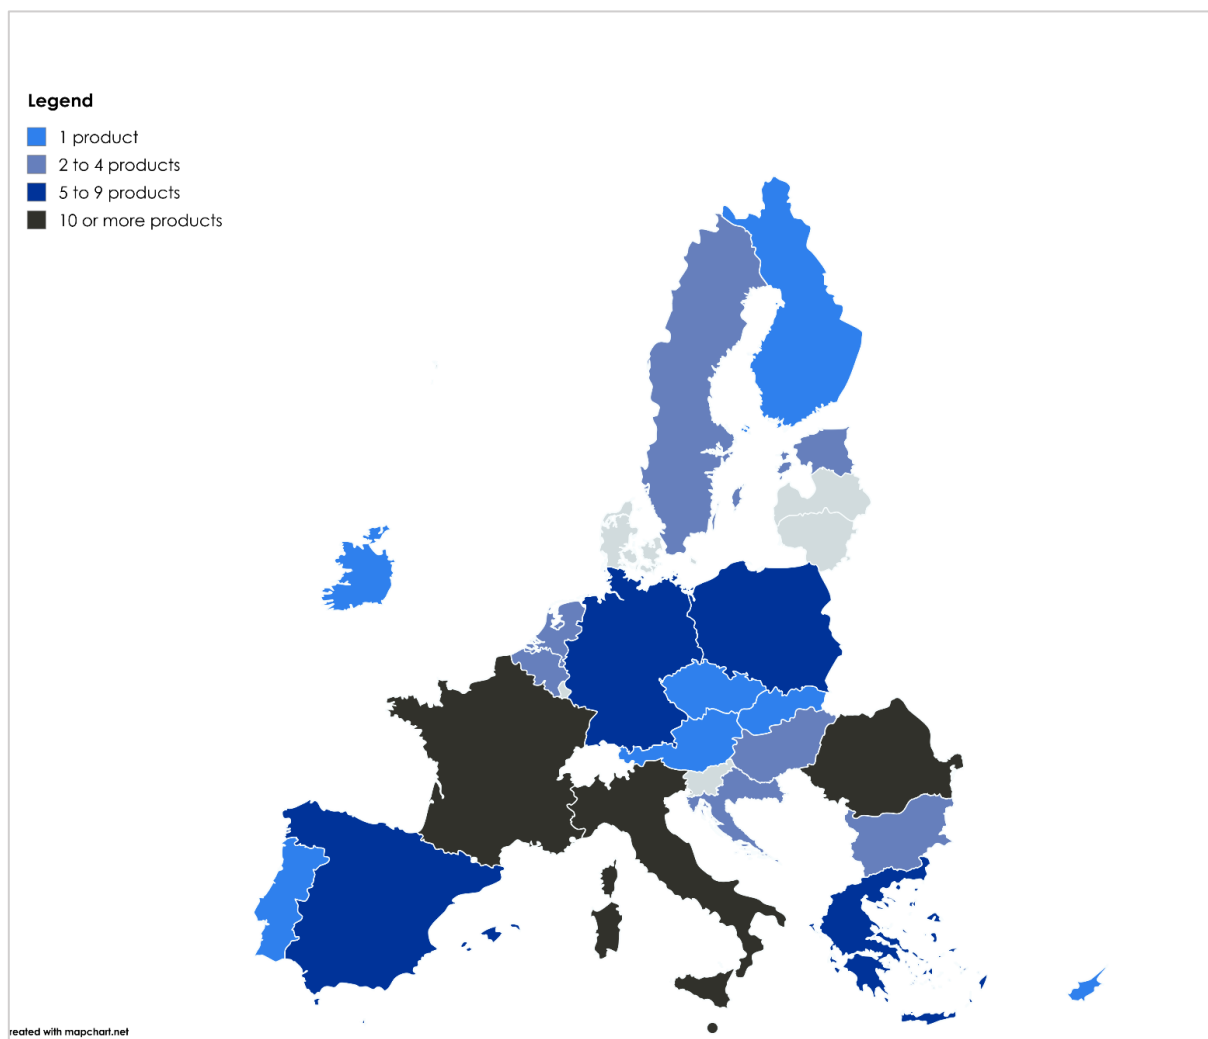 Legend
1 product
2 to 4 products
5 to 9 products
10 or more products
reated with mapchart.net